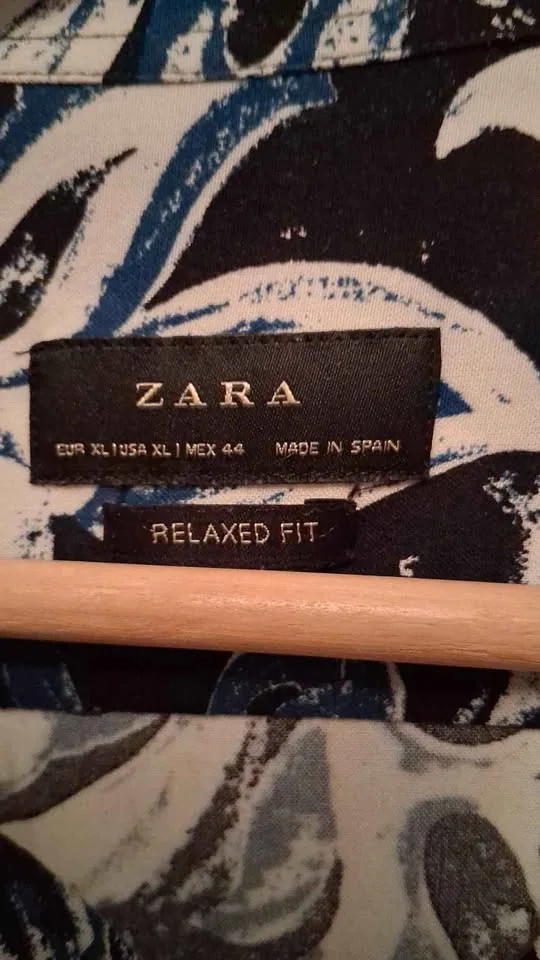 ZARA
EUR XL | USA XL | MEX 44 MADE IN SPAIN
RELAXED FIT